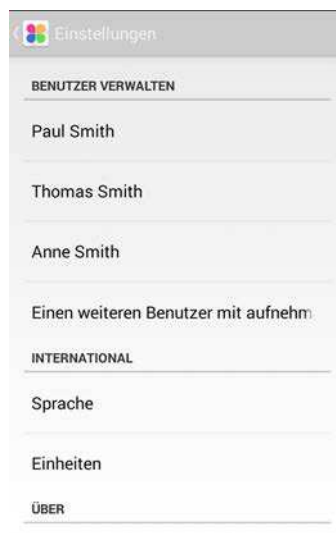 Einstellungen
BENUTZER VERWALTEN
Paul Smith
Thomas Smith
Anne Smith
Einen weiteren Benutzer mit aufnehm
INTERNATIONAL
Sprache
Einheiten
ÜBER